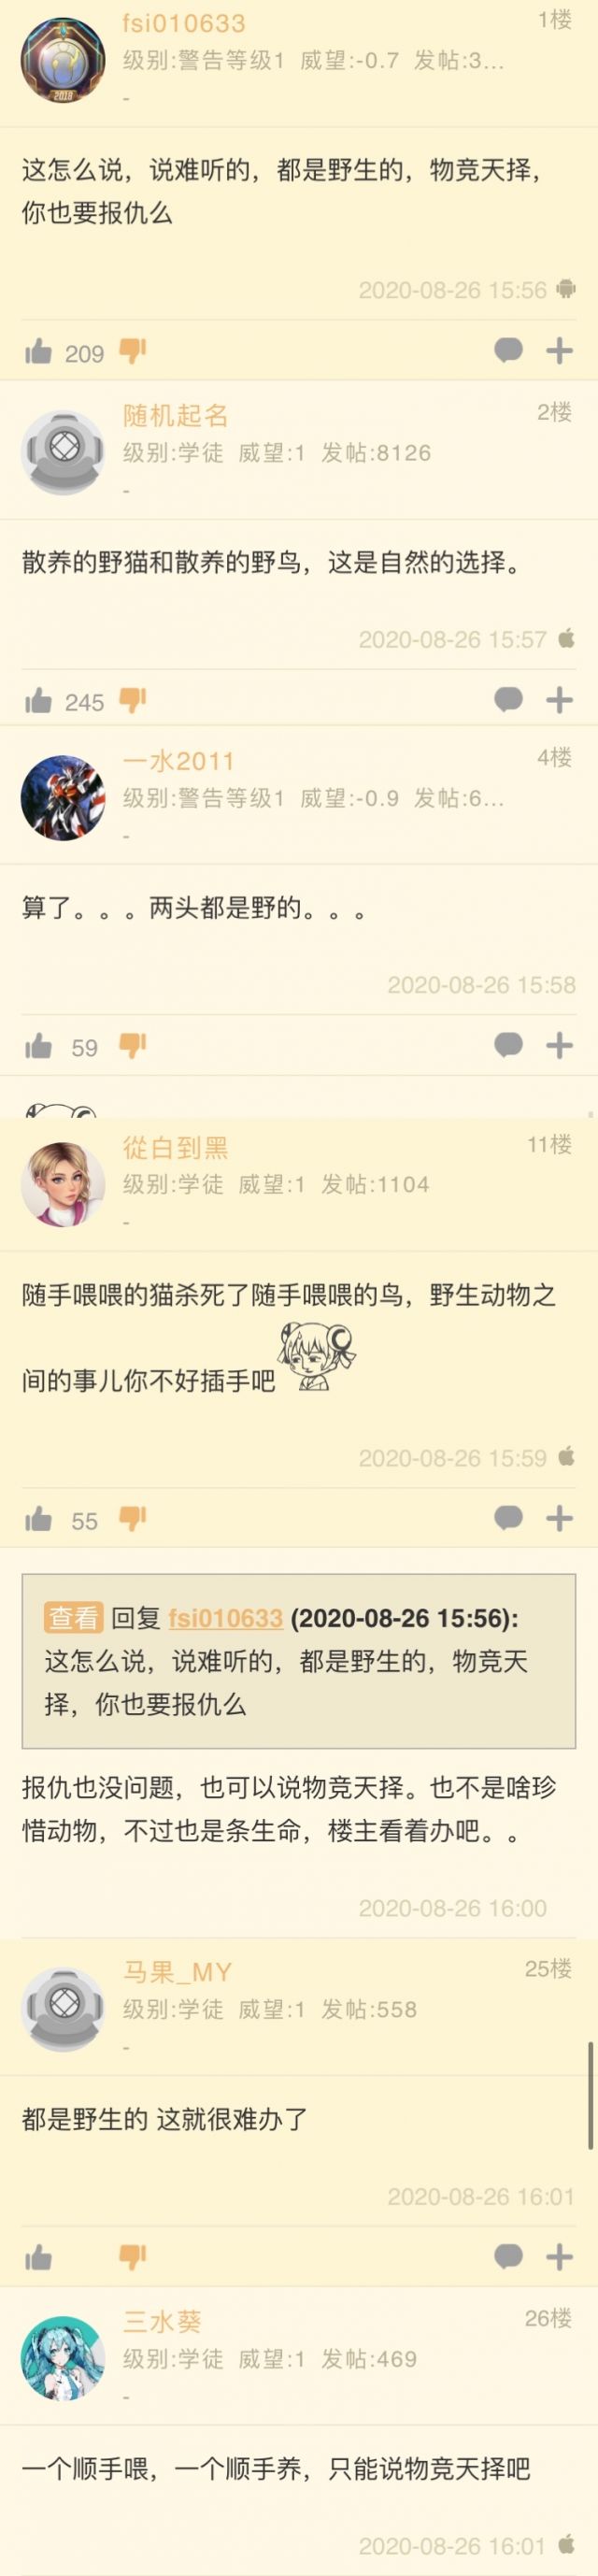 fsi010633
1楼
级别:警告等级1 威望:-0.7 发帖:3...
-
2018
这怎么说，说难听的，都是野生的，物竞天择，
你也要报仇么
2020-08-26 15:56
209
随机起名
2楼
级别:学徒 威望:1 发帖:8126
-
散养的野猫和散养的野鸟，这是自然的选择。
2020-08-26 15:57
245
一水2011
4楼
级别:警告等级1 威望:-0.9 发帖:6...
-
算了。。。两头都是野的。。。
2020-08-26 15:58
59
從白到黑
11楼
级别:学徒 威望:1 发帖:1104
-
随手喂喂的猫杀死了随手喂喂的鸟，野生动物之
间的事儿你不好插手吧
2020-08-26 15:59
55
查看 回复 fsi010633 (2020-08-26 15:56):
这怎么说，说难听的，都是野生的，物竞天
择，你也要报仇么
报仇也没问题，也可以说物竞天择。也不是啥珍
惜动物，不过也是条生命，楼主看着办吧。。
2020-08-26 16:00
马果_MY
25楼
级别:学徒 威望:1 发帖:558
-
都是野生的 这就很难办了
2020-08-26 16:01
三水葵
26楼
级别:学徒 威望:1 发帖:469
-
一个顺手喂，一个顺手养，只能说物竞天择吧
2020-08-26 16:01